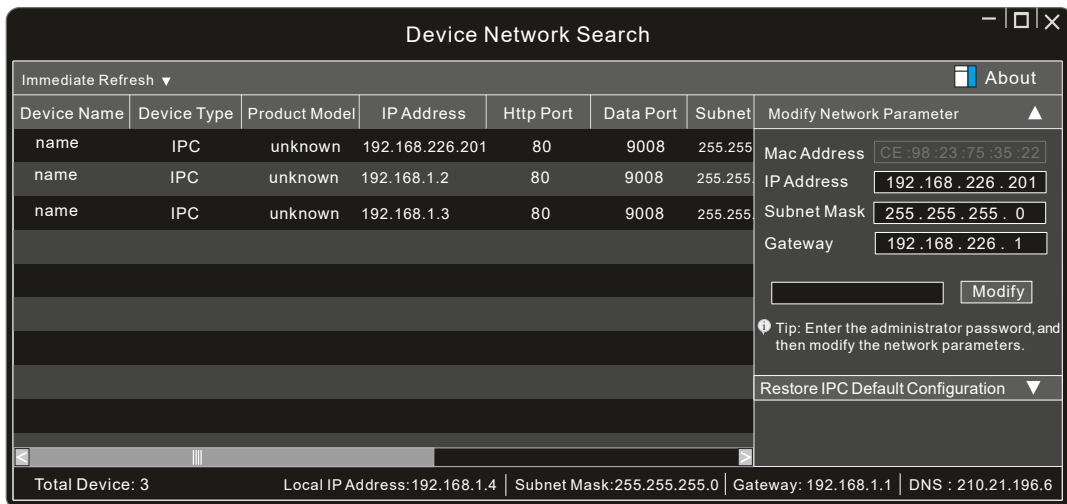 Device Network Search
Immediate Refresh ▼ About
Device Name Device Type Product Model IP Address Http Port Data Port Subnet Modify Network Parameter ▲
name IPC unknown 192.168.226.201 80 9008 255.255
name IPC unknown 192.168.1.2 80 9008 255.255.
name IPC unknown 192.168.1.3 80 9008 255.255.
Mac Address CE :98 :23 :75 :35 :22
IP Address 192 .168 . 226 . 201
Subnet Mask 255 . 255 . 255 . 0
Gateway 192 .168 . 226 . 1
Modify
Tip: Enter the administrator password, and
then modify the network parameters.
Restore IPC Default Configuration ▼
Total Device: 3 Local IP Address:192.168.1.4 Subnet Mask:255.255.255.0 Gateway: 192.168.1.1 DNS : 210.21.196.6